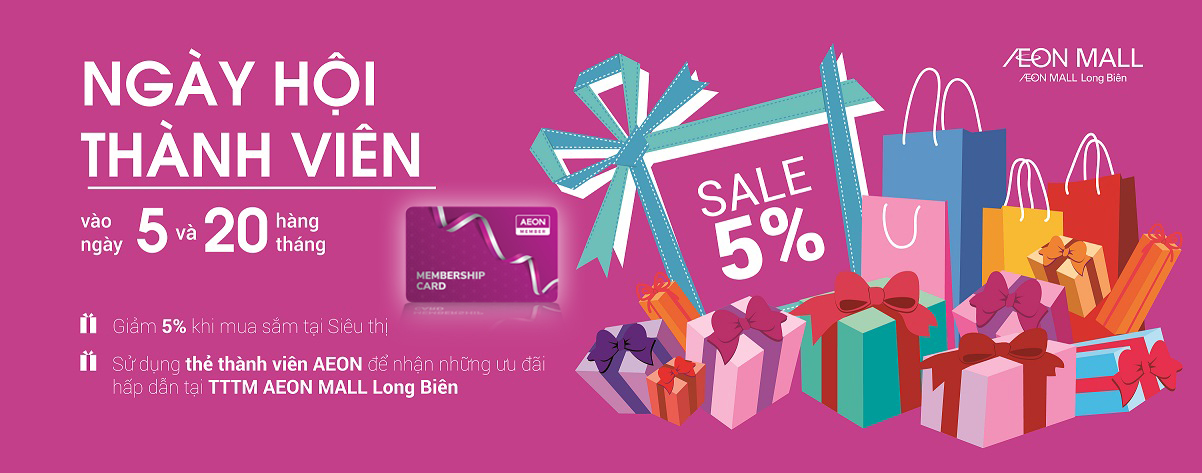 NGÀY HỘI
THÀNH VIÊN
vào ngày 5 và 20 hàng tháng
AEON
MEMBER
MEMBERSHIP
CARD
Giảm 5% khi mua sắm tại Siêu thị
Sử dụng thẻ thành viên AEON để nhận những ưu đãi
hấp dẫn tại TTTM AEON MALL Long Biên
SALE
5%
ÆON MALL
ÆON MALL Long Biên